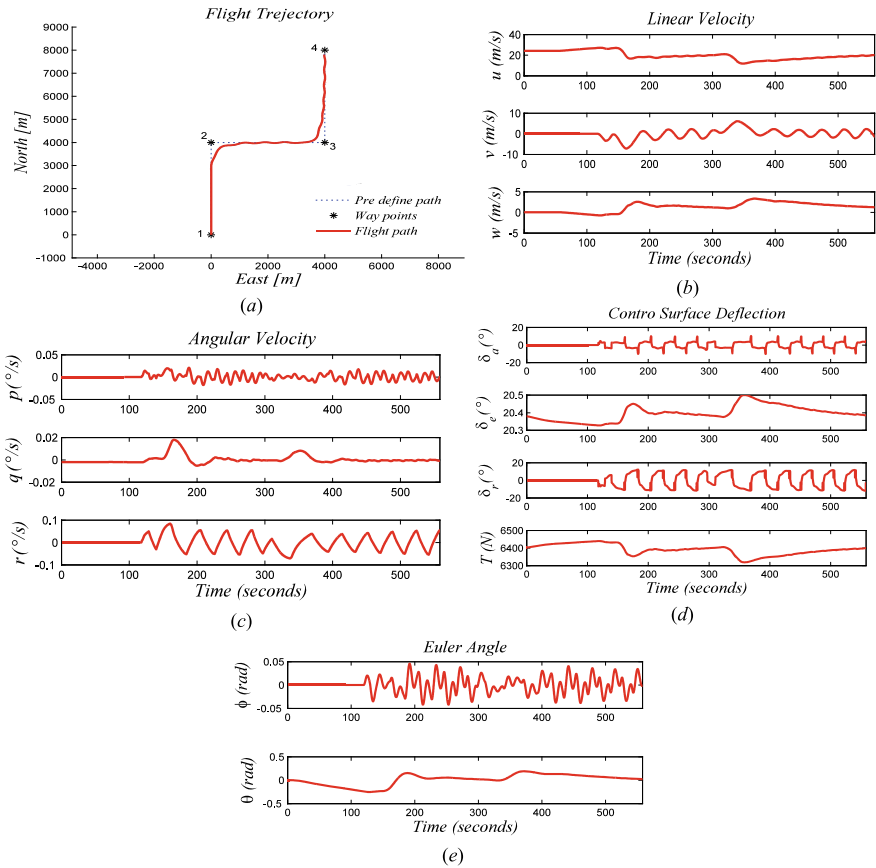 Flight Trejectory
9000
8000
7000
6000
5000
4000
3000
2000
1000
0
-1000
North [m]
4
2
3
1
Pre define path
Way points
Flight path
-4000 -2000 0 2000 4000 6000 8000
East [m]
(a)
Linear Velocity
u (m/s)
40
20
0
0 100 200 300 400 500
v (m/s)
10
0
-10
0 100 200 300 400 500
w (m/s)
5
0
-5
0 100 200 300 400 500
Time (seconds)
(b)
Angular Velocity
p (°/s)
0.05
0
-0.05
0 100 200 300 400 500
q (°/s)
0.02
0
-0.02
0 100 200 300 400 500
r (°/s)
0.1
0
-0.1
0 100 200 300 400 500
Time (seconds)
(c)
Contro Surface Deflection
δa (°)
20
0
-20
0 100 200 300 400 500
δe (°)
20.5
20.4
20.3
0 100 200 300 400 500
δr (°)
20
0
-20
0 100 200 300 400 500
T (N)
6500
6400
6300
0 100 200 300 400 500
Time (seconds)
(d)
Euler Angle
ϕ (rad)
0.05
0
-0.05
0 100 200 300 400 500
θ (rad)
0.5
0
-0.5
0 100 200 300 400 500
Time (seconds)
(e)